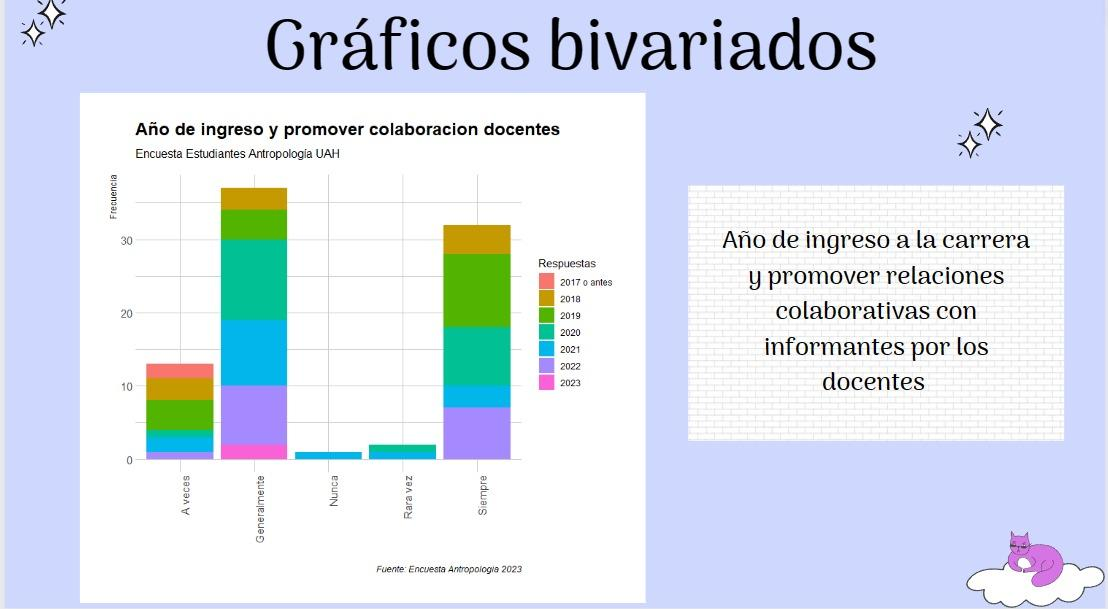 Gráficos bivariados
Año de ingreso y promover colaboracion docentes
Encuesta Estudiantes Antropología UAH
Frecuencia
30
20
10
0
A veces
Generalmente
Nunca
Rara vez
Siempre
Respuestas
2017 o antes
2018
2019
2020
2021
2022
2023
Fuente: Encuesta Antropologia 2023
Año de ingreso a la carrera
y promover relaciones
colaborativas con
informantes por los
docentes